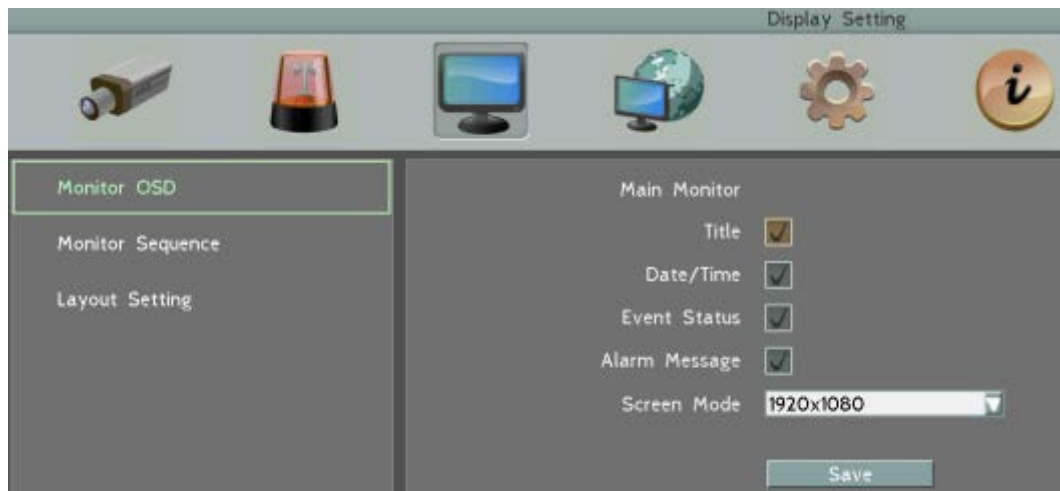 Display Setting
i
Monitor OSD
Monitor Sequence
Layout Setting
Main Monitor
Title
Date/Time
Event Status
Alarm Message
Screen Mode 1920x1080
Save